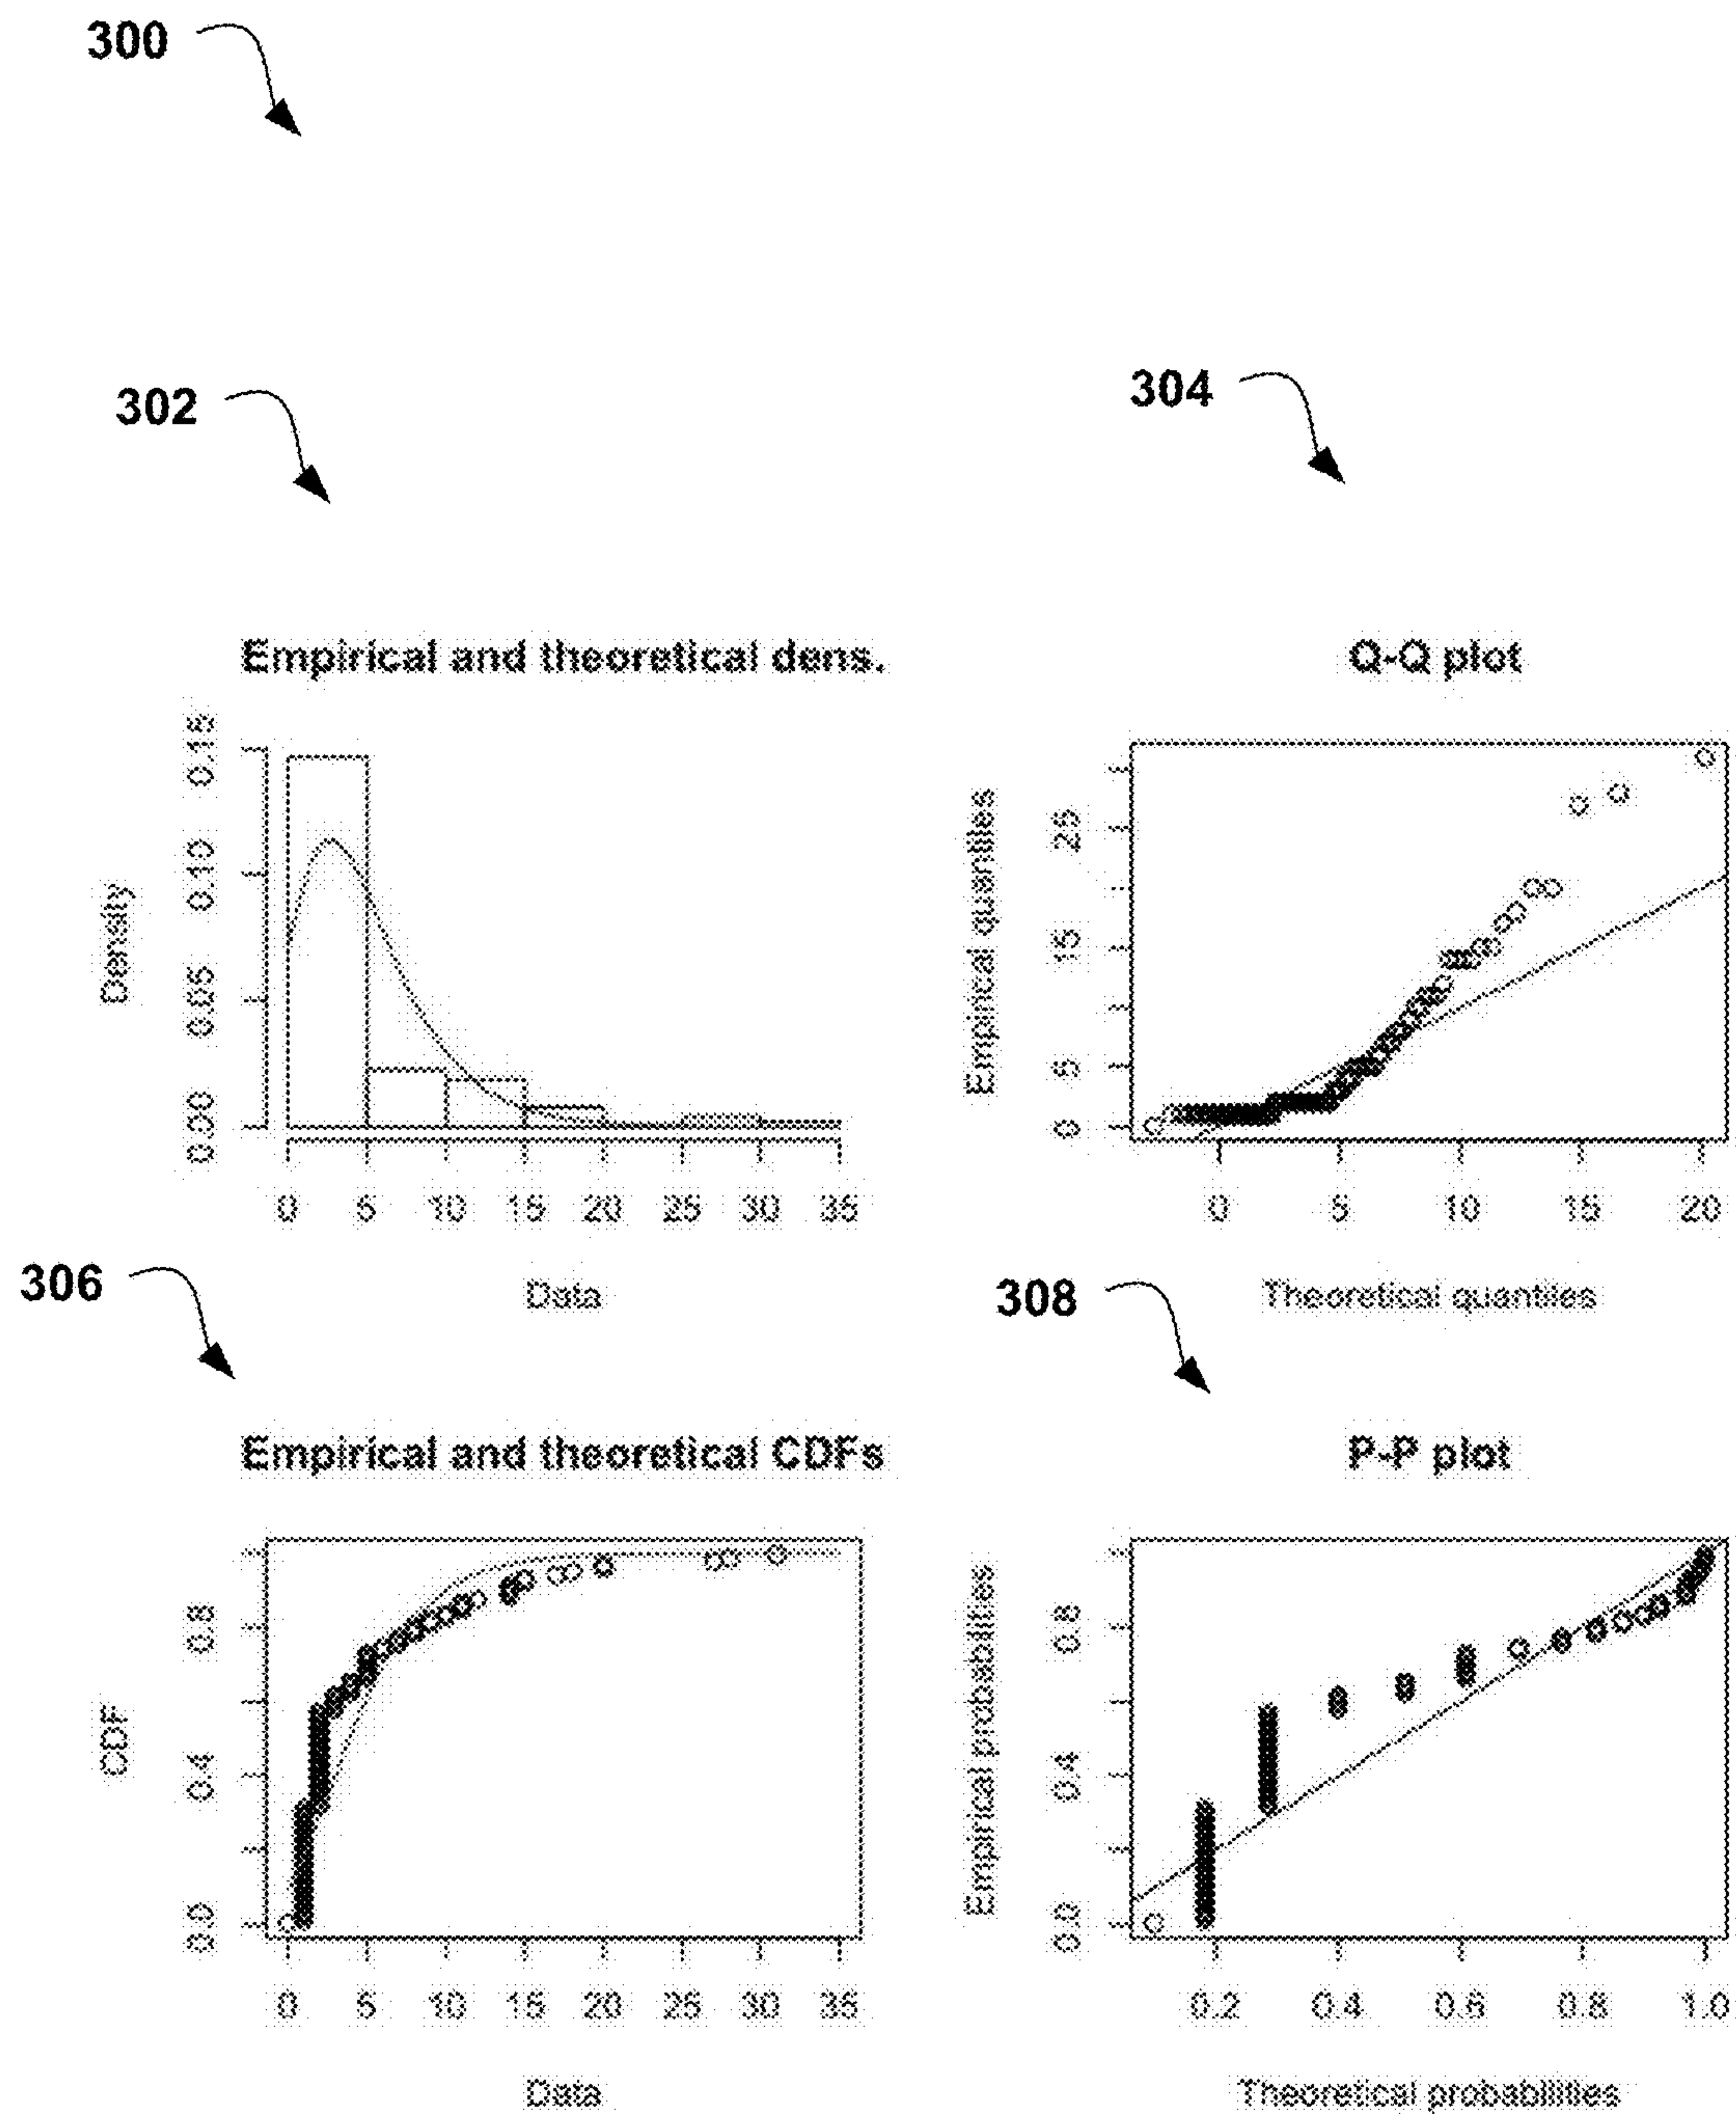 300
302
304
Empirical and theoretical dens.
Density
0.00 0.05 0.10 0.15
0 5 10 15 20 25 30 35
Data
Q-Q plot
Empirical quantiles
0 5 15 25
0 5 10 15 20
Theoretical quantiles
306
308
Empirical and theoretical CDFs
CDF
0.0 0.4 0.8
0 5 10 15 20 25 30 35
Data
P-P plot
Empirical probabilities
0.0 0.4 0.8
0.2 0.4 0.6 0.8 1.0
Theoretical probabilities